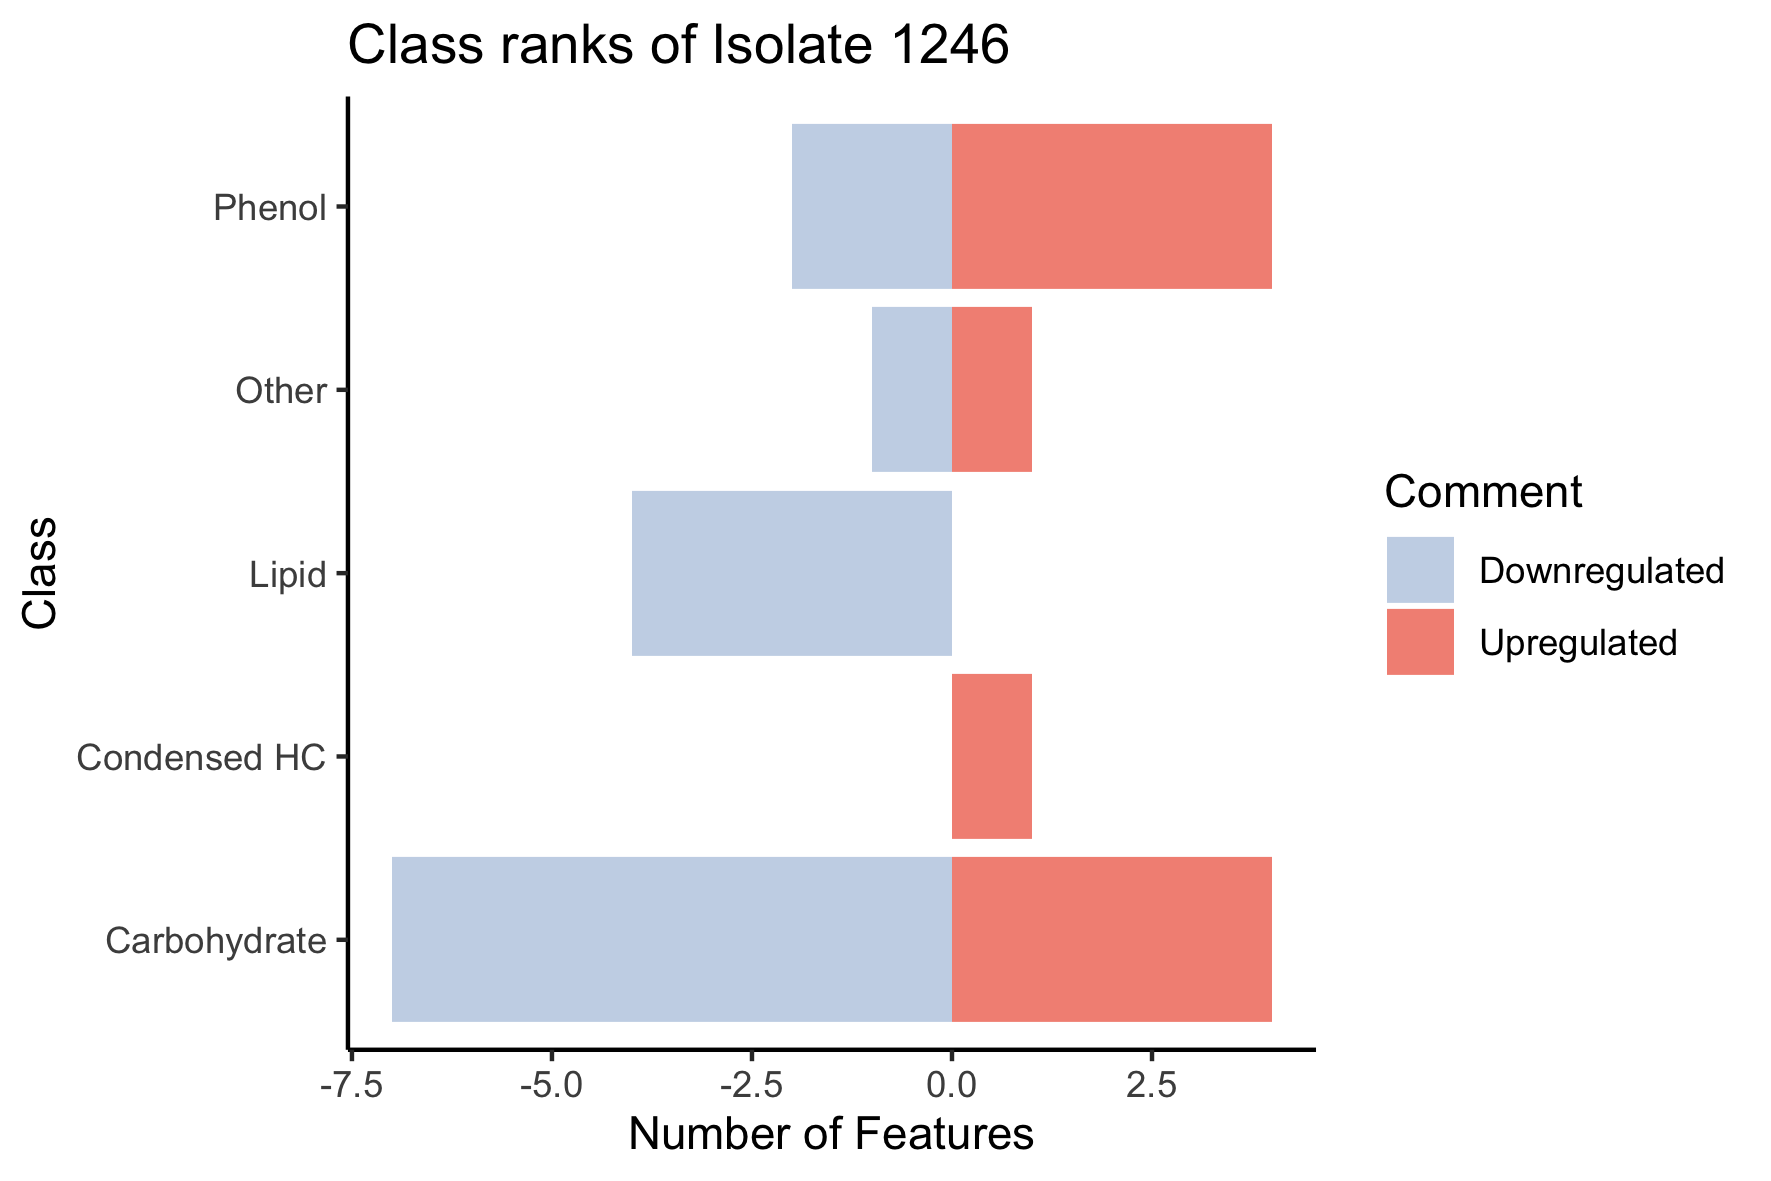 Class ranks of Isolate 1246
Phenol
Other
Lipid
Condensed HC
Carbohydrate
Class
-7.5 -5.0 -2.5 0.0 2.5
Number of Features
Comment
Downregulated
Upregulated